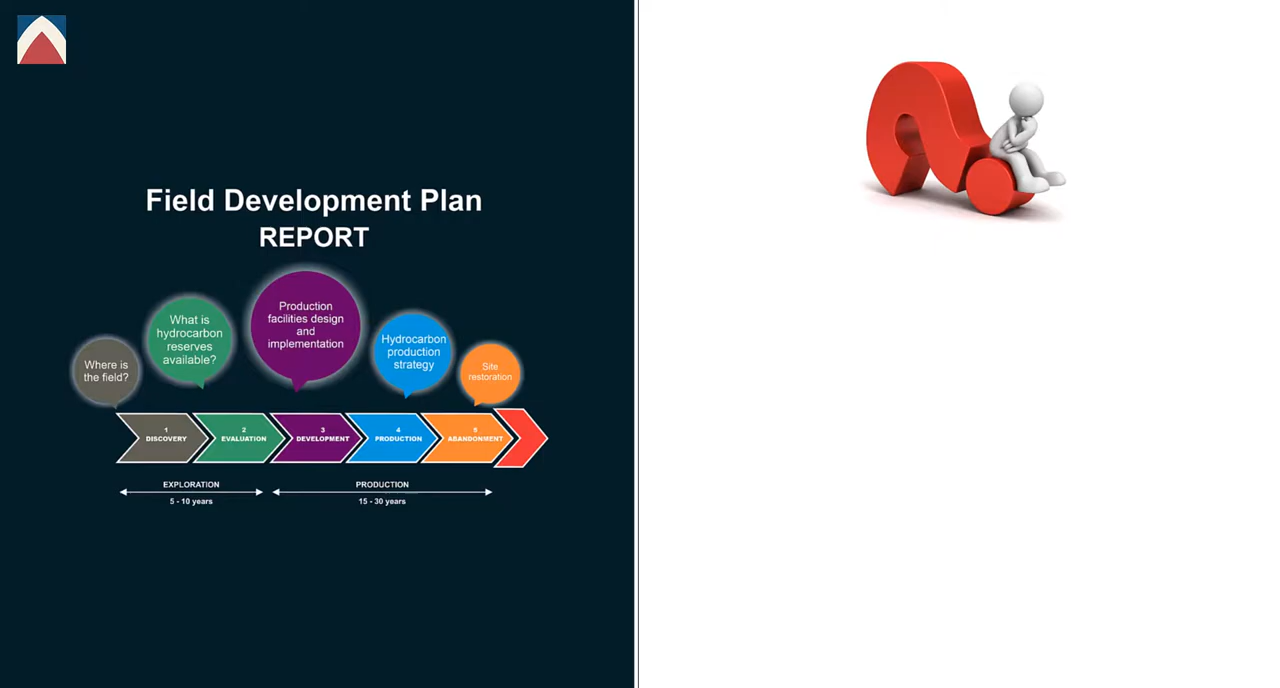 Field Development Plan
REPORT
Where is
the field?
What is
hydrocarbon
reserves
available?
Production
facilities design
and
implementation
Hydrocarbon
production
strategy
Site
restoration
1
DISCOVERY
2
EVALUATION
3
DEVELOPMENT
4
PRODUCTION
5
ABANDONMENT
EXPLORATION
5 - 10 years
PRODUCTION
15 - 30 years